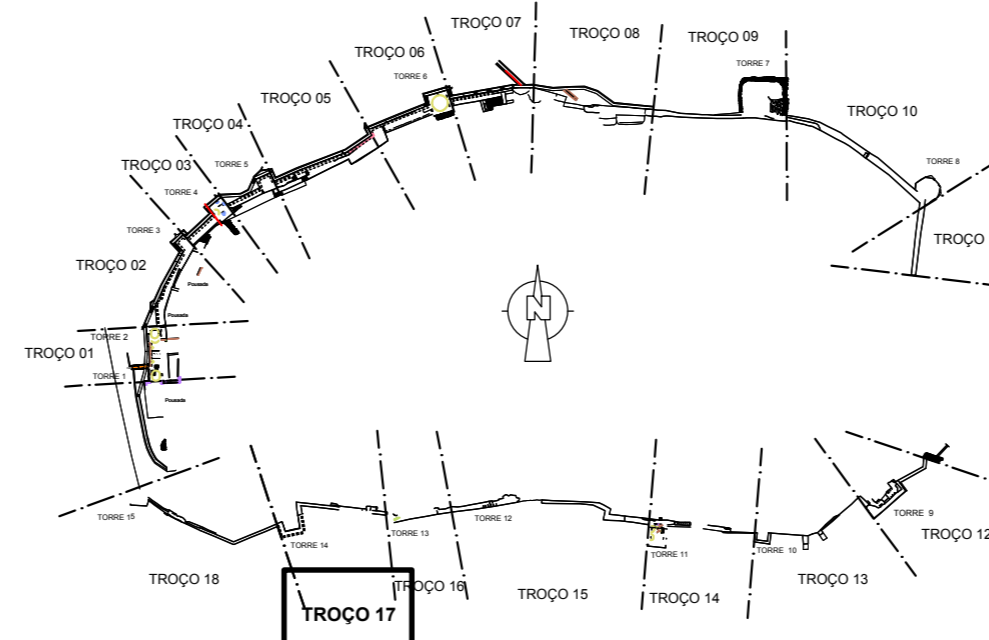 TROÇO 07
TROÇO 08
TROÇO 09
TROÇO 06
TORRE 7
TORRE 6
TROÇO 05
TROÇO 10
TROÇO 04
TROÇO 03
TORRE 5
TORRE 8
TORRE 4
TORRE 3
TROÇO
TROÇO 02
Pousada
N
Pousada
TORRE 2
TROÇO 01
TORRE 1
Pousada
TORRE 15
TORRE 14
TORRE 13
TORRE 12
TORRE 11
TORRE 10
TORRE 9
TROÇO 12
TROÇO 18
TROÇO 17
TROÇO 16
TROÇO 15
TROÇO 14
TROÇO 13